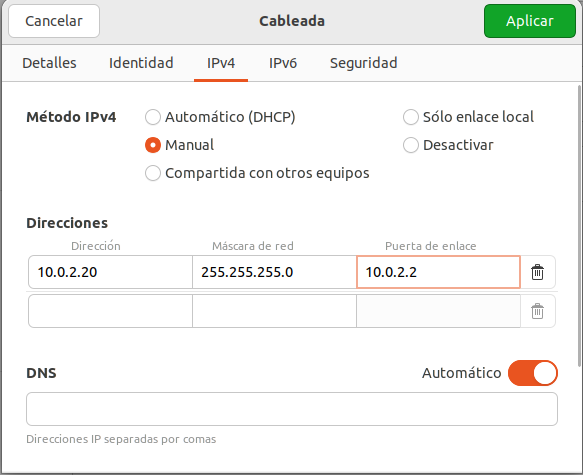 Cancelar Cableada Aplicar
Detalles Identidad IPv4 IPv6 Seguridad
Método IPv4 Automático (DHCP) Sólo enlace local
Manual Desactivar
Compartida con otros equipos
Direcciones
Dirección Máscara de red Puerta de enlace
10.0.2.20 255.255.255.0 10.0.2.2
DNS Automático
Direcciones IP separadas por comas